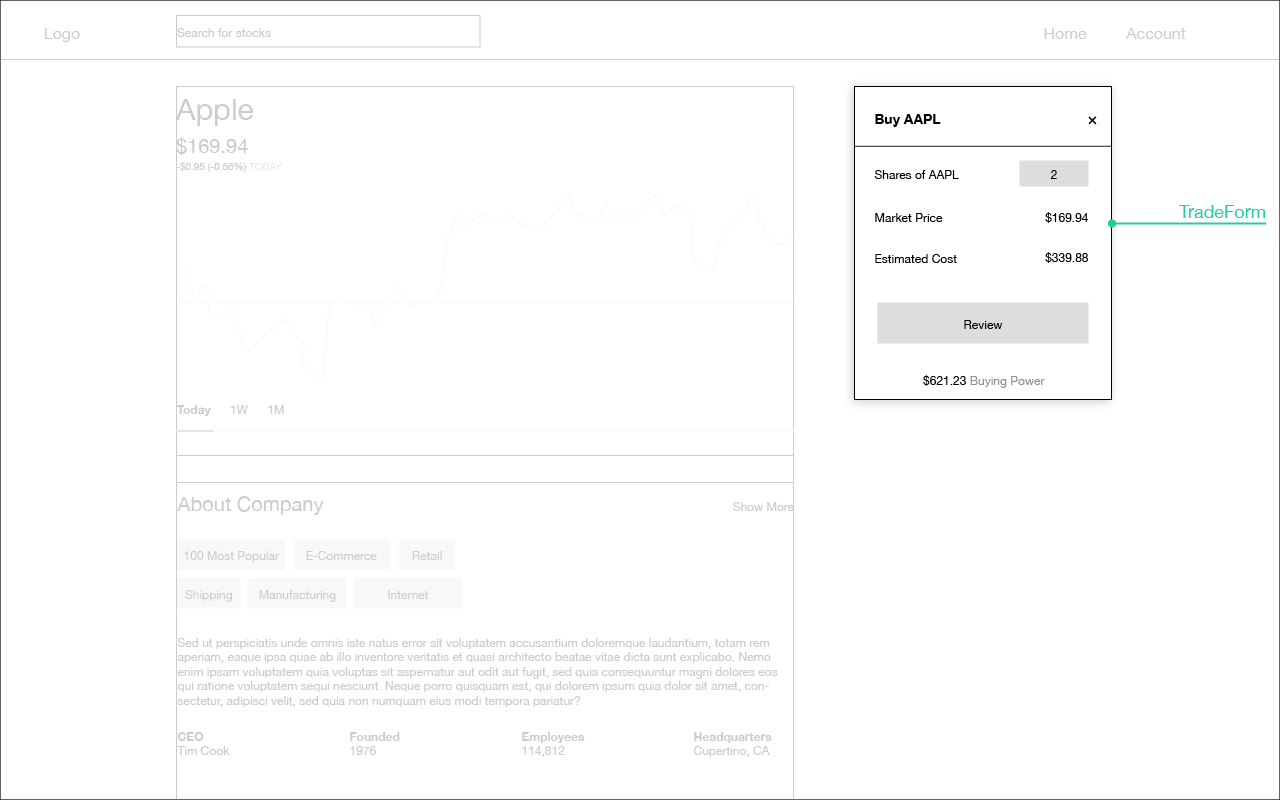 Logo
Search for stocks
Home
Account
Apple
$169.94
-$0.95 (-0.56%) TODAY
Today 1W 1M
About Company
Show More
100 Most Popular
E-Commerce
Retail
Shipping
Manufacturing
Internet
Sed ut perspiciatis unde omnis iste natus error sit voluptatem accusantium doloremque laudantium, totam rem
aperiam, eaque ipsa quae ab illo inventore veritatis et quasi architecto beatae vitae dicta sunt explicabo. Nemo
enim ipsam voluptatem quia voluptas sit aspernatur aut odit aut fugit, sed quia consequuntur magni dolores eos
qui ratione voluptatem sequi nesciunt. Neque porro quisquam est, qui dolorem ipsum quia dolor sit amet, con-
sectetur, adipisci velit, sed quia non numquam eius modi tempora pariatur?
CEO Founded Employees Headquarters
Tim Cook 1976 114,812 Cupertino, CA
Buy AAPL ×
Shares of AAPL 2
Market Price $169.94
Estimated Cost $339.88
Review
$621.23 Buying Power
TradeForm